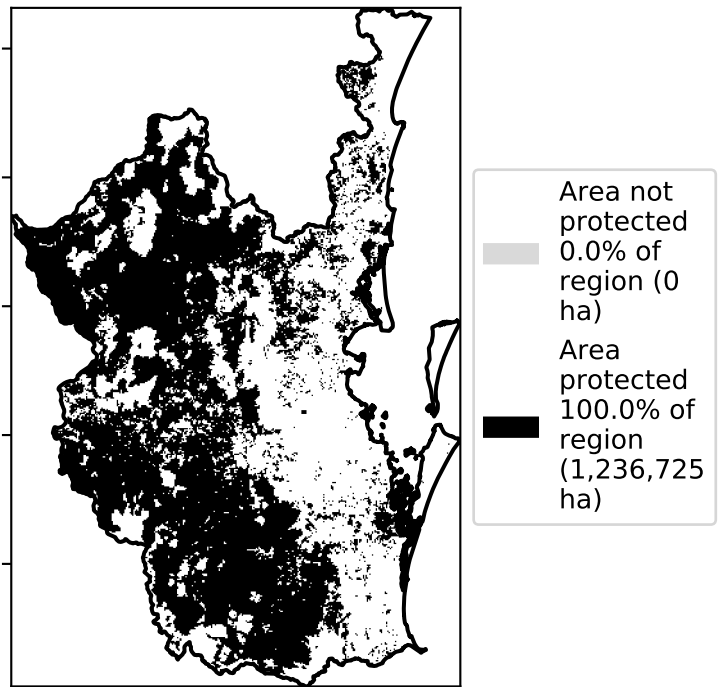 Area not
protected
0.0% of
region (0
ha)
Area
protected
100.0% of
region
(1,236,725
ha)